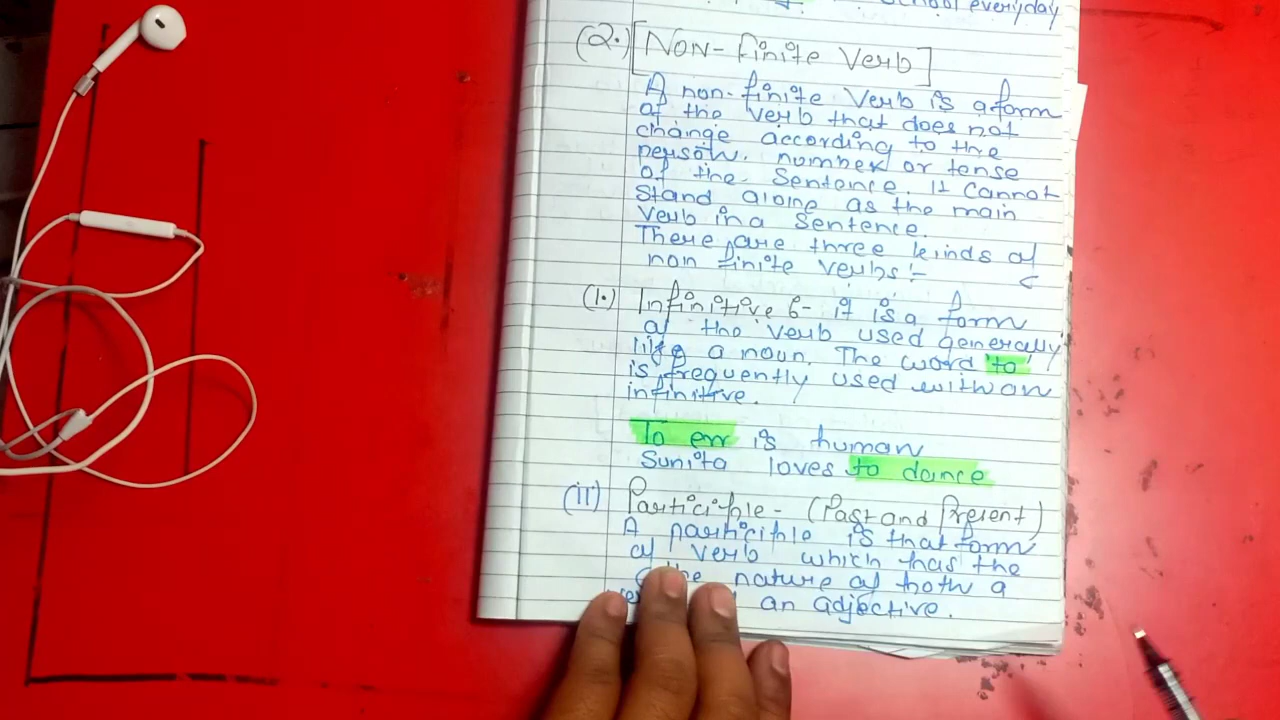 school everyday
(2.) [Non-finite Verb]
A non-finite Verb is a form
of the verb that does not
change according to the
person, number or tense
of the Sentence. It Cannot
Stand alone as the main
Verb in a Sentence.
There are three kinds of
non finite verbs:-
(I.) Infinitive :- it is a form
of the verb used generally
like a noun. The word 'to'
is frequently used with an
infinitive.
To err is human
Sunita loves to dance
(II) Participle - (Past and Present)
A participle is that form
of verb which has the
the nature of both a
an adjective.